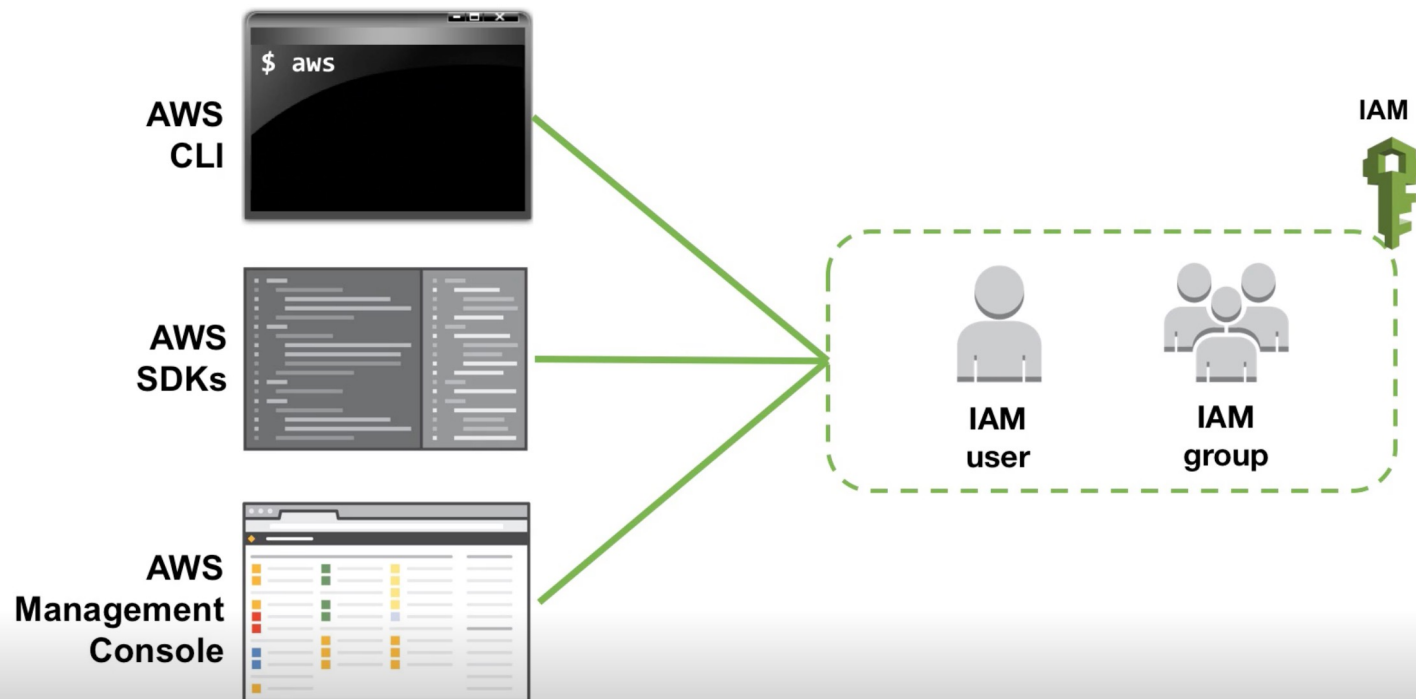 $ aws
AWS
CLI
IAM
AWS
SDKs
IAM
user
IAM
group
AWS
Management
Console